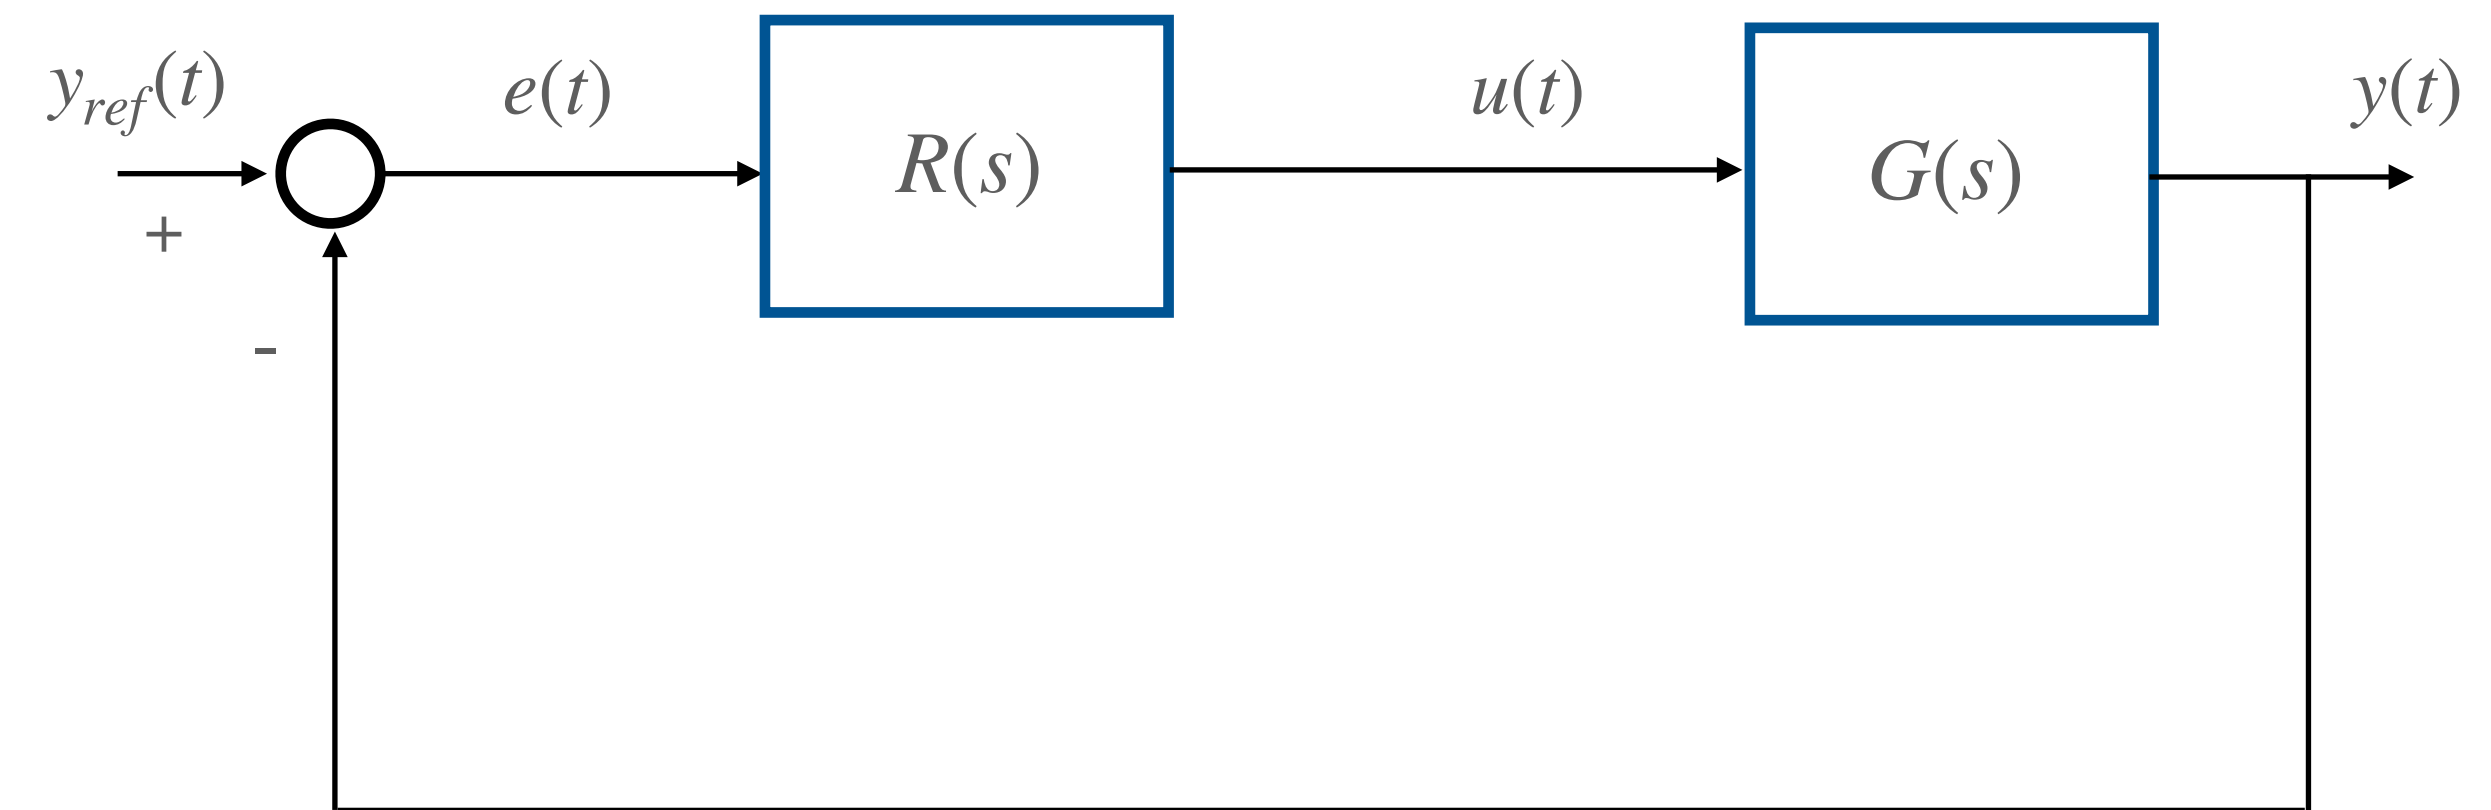 y_ref(t)
e(t)
R(s)
u(t)
G(s)
y(t)
+
-